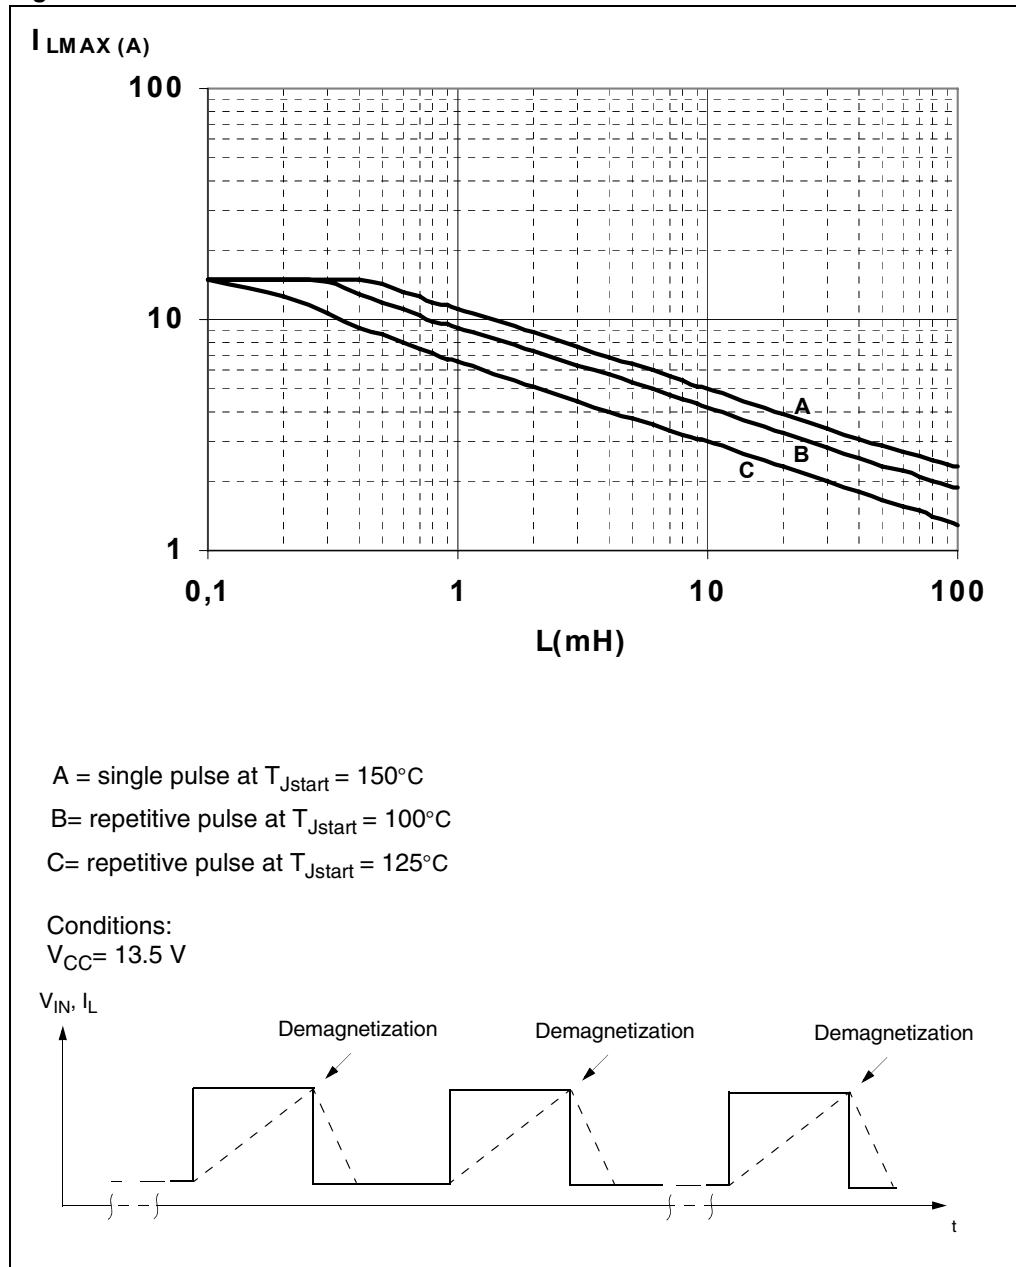 I LMAX (A)
100
10
1
0,1
1
10
100
A
B
C
L(mH)
A = single pulse at TJstart = 150°C
B= repetitive pulse at TJstart = 100°C
C= repetitive pulse at TJstart = 125°C
Conditions:
VCC= 13.5 V
VIN, IL
Demagnetization
Demagnetization
Demagnetization
t